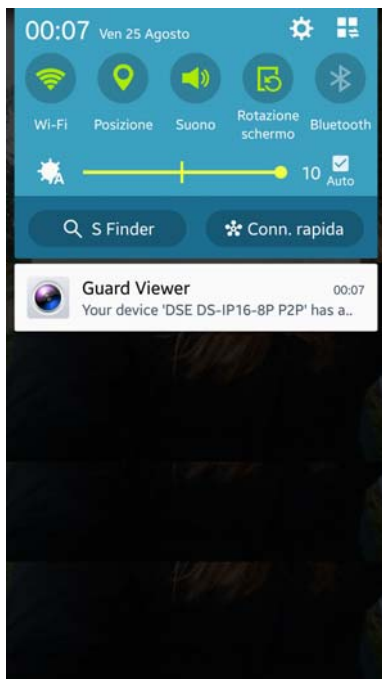 00:07 Ven 25 Agosto
Wi-Fi Posizione Suono Rotazione schermo Bluetooth
A 10 Auto
S Finder Conn. rapida
Guard Viewer 00:07
Your device 'DSE DS-IP16-8P P2P' has a..